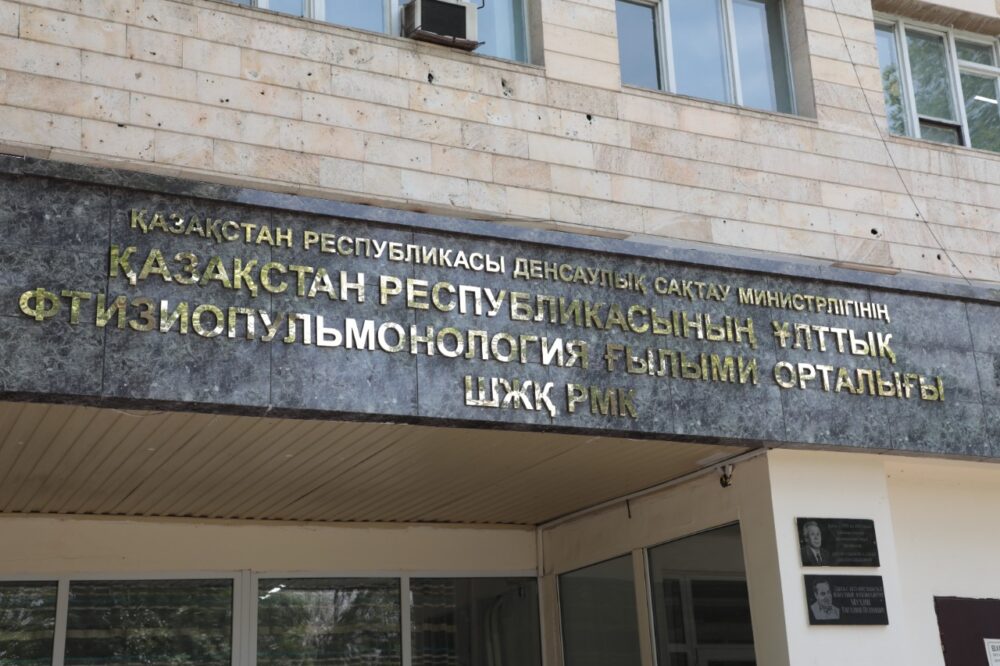 ҚАЗАҚСТАН РЕСПУБЛИКАСЫ ДЕНСАУЛЫҚ САҚТАУ МИНИСТРЛІГІНІҢ
ҚАЗАҚСТАН РЕСПУБЛИКАСЫНЫҢ ҰЛТТЫҚ
ФТИЗИОПУЛЬМОНОЛОГИЯ ҒЫЛЫМИ ОРТАЛЫҒЫ
ШЖҚ РМК